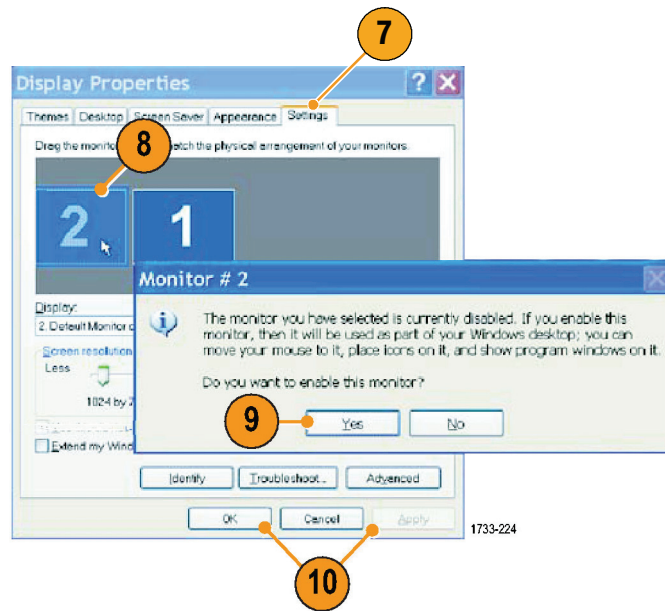 7
Display Properties
Themes Desktop Screen Saver Appearance Settings
Drag the monito 8 match the physical arrangement of your monitors.
2 1
Monitor # 2
Display:
2. Default Monitor o
The monitor you have selected is currently disabled. If you enable this
monitor, then it will be used as part of your Windows desktop; you can
move your mouse to it, place icons on it, and show program windows on it.
Screen resolution
Less
1024 by 7
Do you want to enable this monitor?
9 Yes No
Extend my Wind
Identify Troubleshoot... Advanced
OK Cancel Apply
1733-224
10